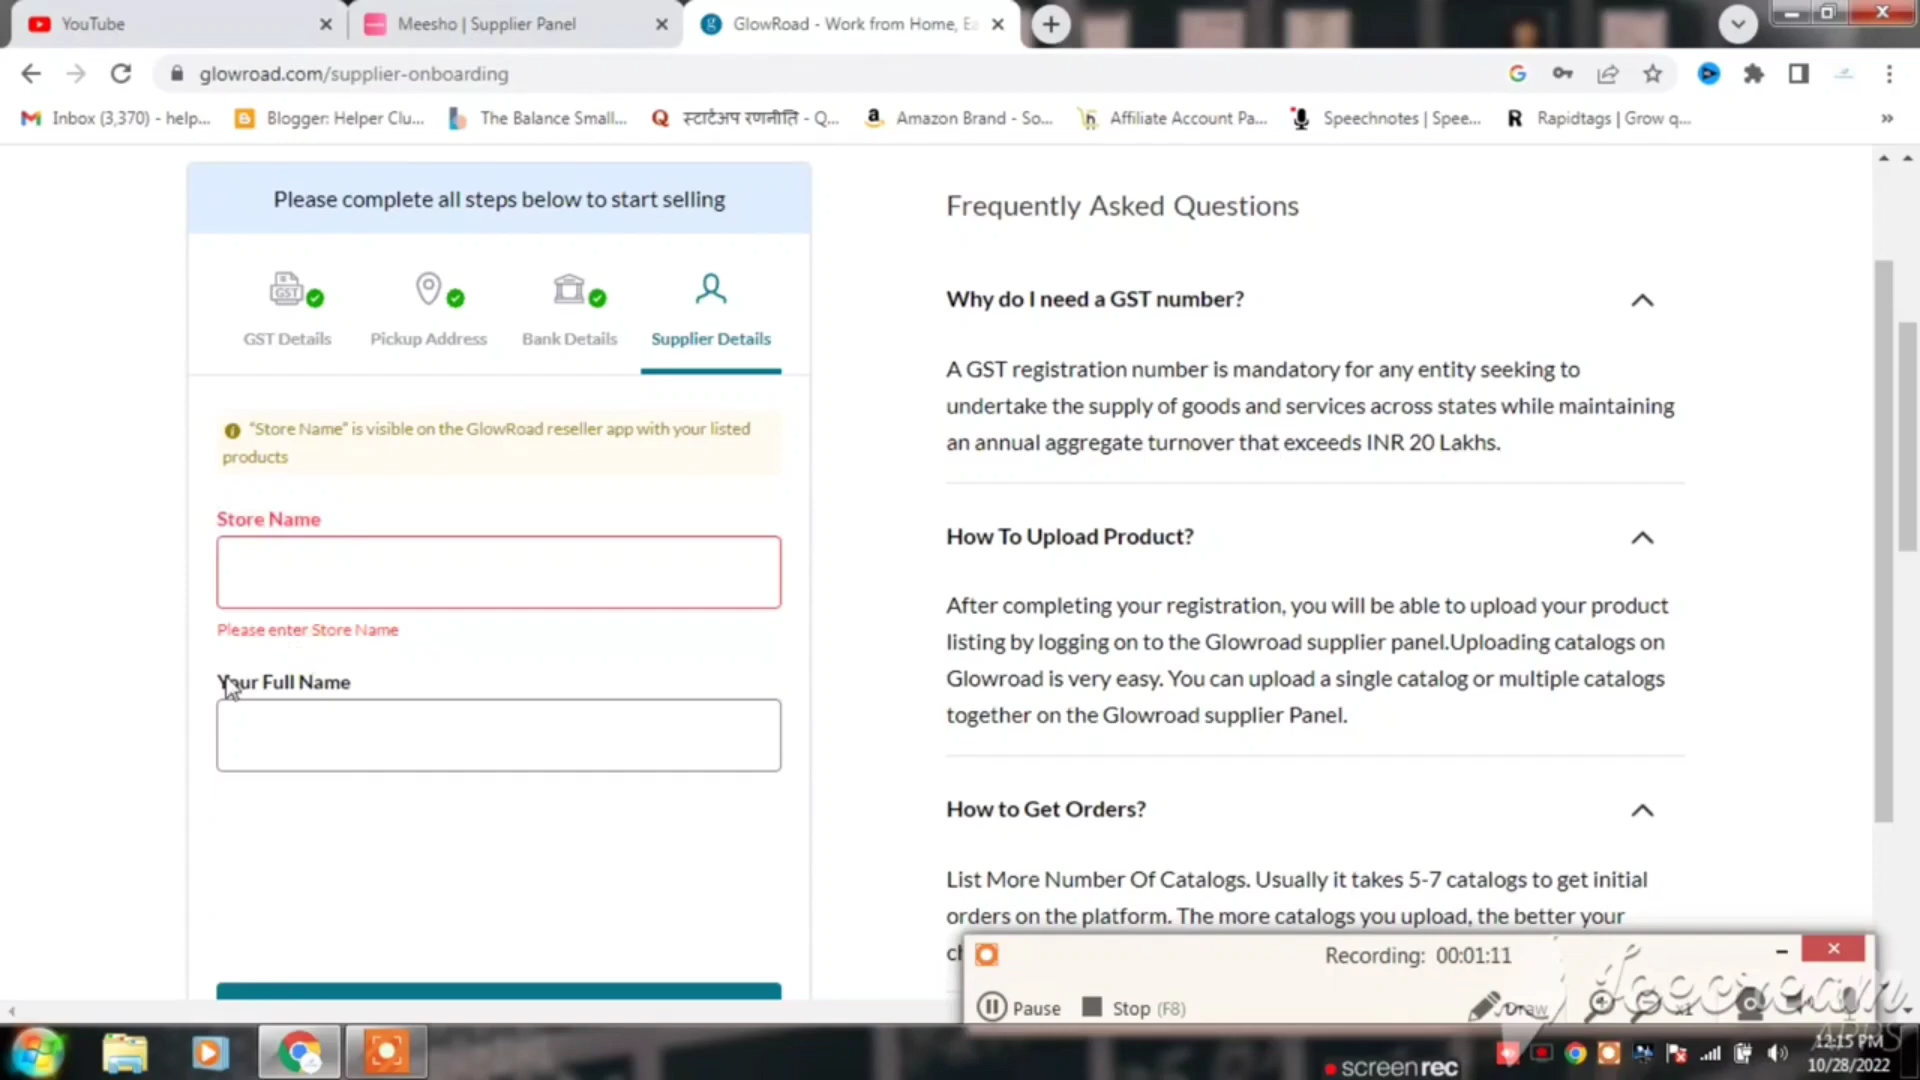 YouTube
Meesho | Supplier Panel
GlowRoad - Work from Home, Ea
glowroad.com/supplier-onboarding
Inbox (3,370) - help...
Blogger: Helper Clu...
The Balance Small...
स्टार्टअप रणनीति - Q...
Amazon Brand - So...
Affiliate Account Pa...
Speechnotes | Spee...
Rapidtags | Grow q...
Please complete all steps below to start selling
GST
GST Details
Pickup Address
Bank Details
Supplier Details
"Store Name" is visible on the GlowRoad reseller app with your listed
products
Store Name
Please enter Store Name
Your Full Name
Frequently Asked Questions
Why do I need a GST number?
A GST registration number is mandatory for any entity seeking to
undertake the supply of goods and services across states while maintaining
an annual aggregate turnover that exceeds INR 20 Lakhs.
How To Upload Product?
After completing your registration, you will be able to upload your product
listing by logging on to the Glowroad supplier panel.Uploading catalogs on
Glowroad is very easy. You can upload a single catalog or multiple catalogs
together on the Glowroad supplier Panel.
How to Get Orders?
List More Number Of Catalogs. Usually it takes 5-7 catalogs to get initial
orders on the platform. The more catalogs you upload, the better your
Recording: 00:01:11
Pause
Stop (F8)
Draw
x1
APPS
screenrec
12:15 PM
10/28/2022